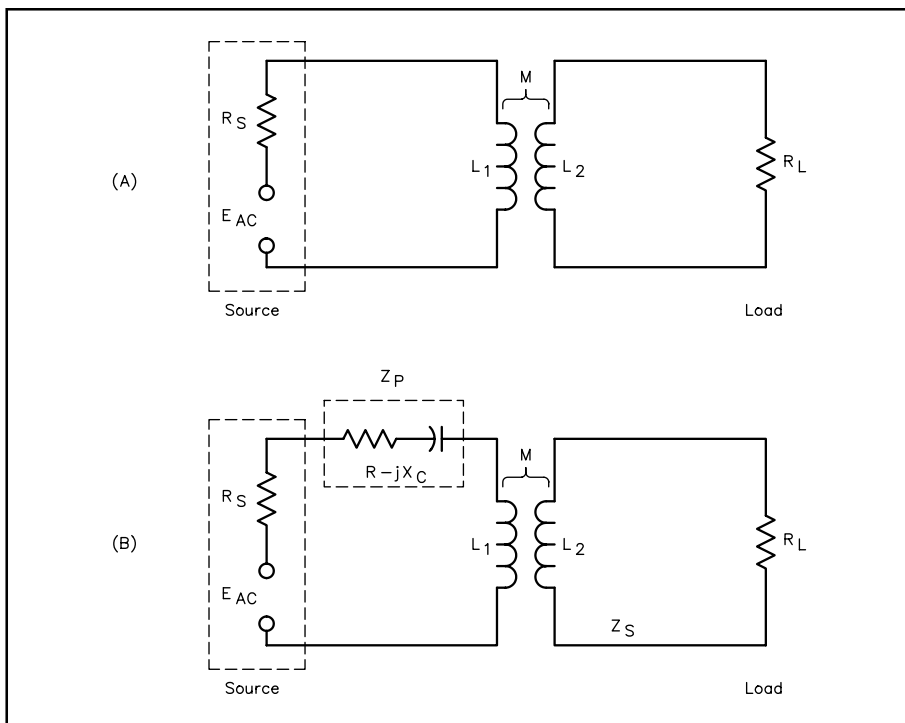 M
R S
L 1
L 2
R L
(A)
E AC
Source
Load
Z P
R-jX C
M
R S
L 1
L 2
R L
(B)
E AC
Z S
Source
Load